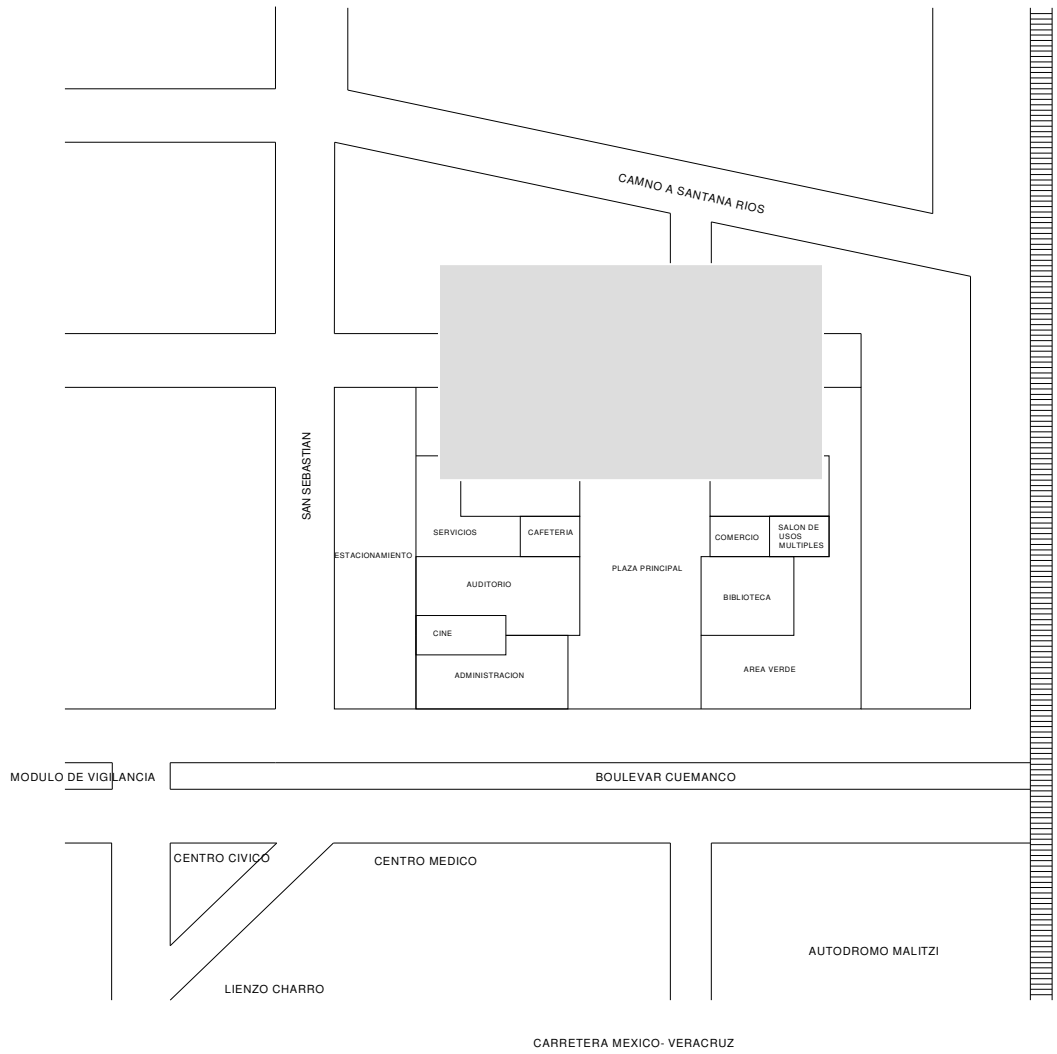 CAMNO A SANTANA RIOS
SAN SEBASTIAN
SERVICIOS
CAFETERIA
COMERCIO
SALON DE
USOS
MULTIPLES
ESTACIONAMIENTO
PLAZA PRINCIPAL
AUDITORIO
BIBLIOTECA
CINE
ADMINISTRACION
AREA VERDE
MODULO DE VIGILANCIA
BOULEVAR CUEMANCO
CENTRO CIVICO
CENTRO MEDICO
AUTODROMO MALITZI
LIENZO CHARRO
CARRETERA MEXICO- VERACRUZ